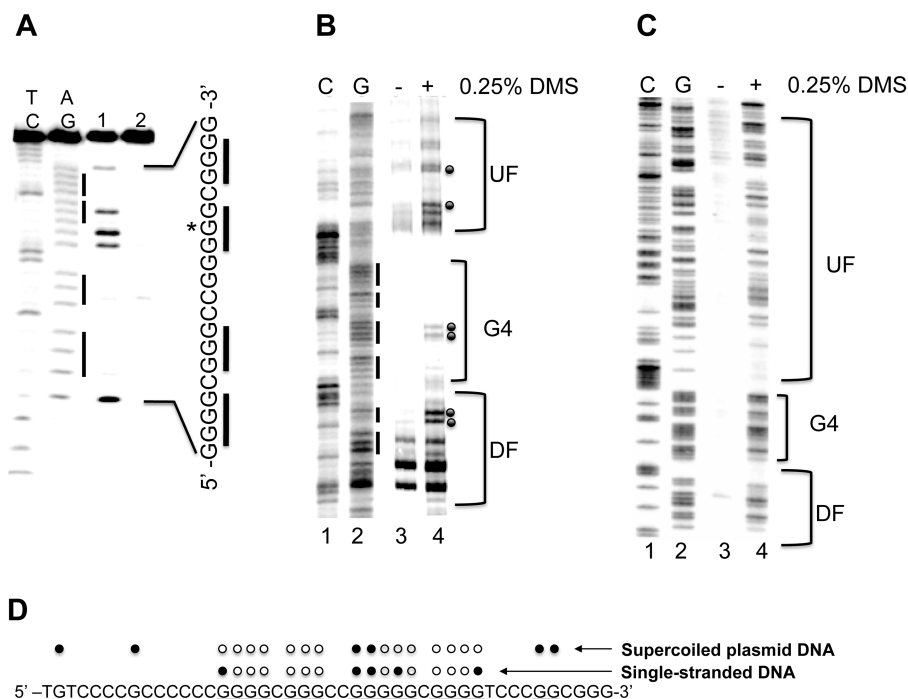 A
B
C
T A
C G 1 2
5' -GGGGCGGGCCGGGGGCGGGG -3'
*
C G - + 0.25% DMS
UF
G4
DF
1 2 3 4
C G - + 0.25% DMS
UF
G4
DF
1 2 3 4
D
Supercoiled plasmid DNA
Single-stranded DNA
5' –TGTCCCCGCCCCCCGGGGCGGGCCGGGGGCGGGGTCCCGGCGGG-3'